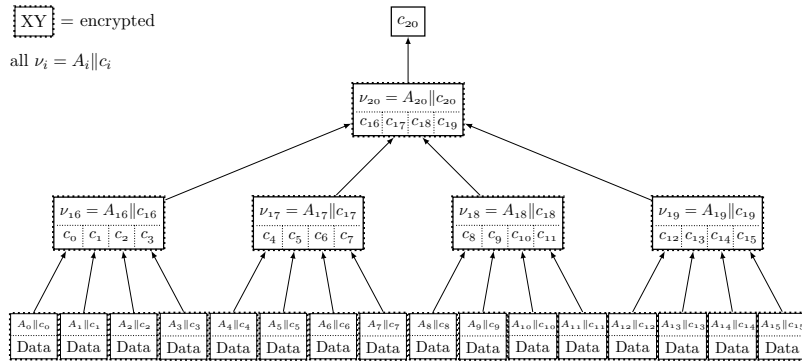 XY = encrypted
c₂₀
all νᵢ = Aᵢ‖cᵢ
ν₂₀ = A₂₀‖c₂₀
c₁₆ c₁₇ c₁₈ c₁₉
ν₁₆ = A₁₆‖c₁₆ ν₁₇ = A₁₇‖c₁₇ ν₁₈ = A₁₈‖c₁₈ ν₁₉ = A₁₉‖c₁₉
c₀ c₁ c₂ c₃ c₄ c₅ c₆ c₇ c₈ c₉ c₁₀ c₁₁ c₁₂ c₁₃ c₁₄ c₁₅
A₀‖c₀ A₁‖c₁ A₂‖c₂ A₃‖c₃ A₄‖c₄ A₅‖c₅ A₆‖c₆ A₇‖c₇ A₈‖c₈ A₉‖c₉ A₁₀‖c₁₀ A₁₁‖c₁₁ A₁₂‖c₁₂ A₁₃‖c₁₃ A₁₄‖c₁₄ A₁₅‖c₁₅
Data Data Data Data Data Data Data Data Data Data Data Data Data Data Data Data